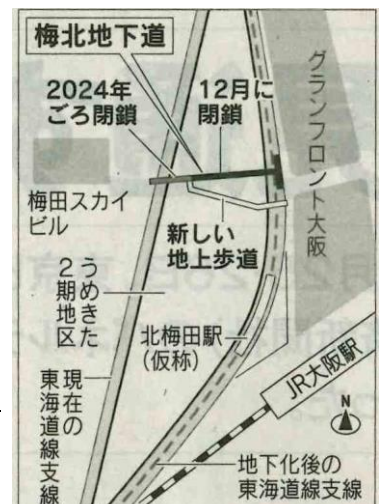 梅北地下道
2024年
ごろ閉鎖
12月に
閉鎖
グランフロント大阪
梅田スカイ
ビル
新しい
地上歩道
うめきた
2期地区
北梅田駅
(仮称)
JR大阪駅
N
現在の
東海道線支線
地下化後の
東海道線支線